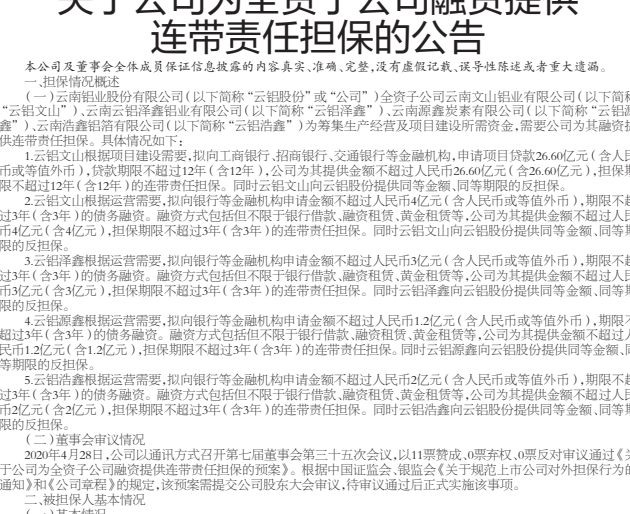 关于公司为全资子公司融资提供
连带责任担保的公告
本公司及董事会全体成员保证信息披露的内容真实、准确、完整,没有虚假记载、误导性陈述或者重大遗漏。
一、担保情况概述
(一)云南铝业股份有限公司(以下简称“云铝股份”或“公司”)全资子公司云南文山铝业有限公司(以下简称
“云铝文山”)、云南云铝泽鑫铝业有限公司(以下简称“云铝泽鑫”)、云南源鑫炭素有限公司(以下简称“云铝源
鑫”)、云南浩鑫铝箔有限公司(以下简称“云铝浩鑫”)为筹集生产经营及项目建设所需资金,需要公司为其融资提
供连带责任担保。具体情况如下:
1.云铝文山根据项目建设需要,拟向工商银行、招商银行、交通银行等金融机构,申请项目贷款26.60亿元(含人民
币或等值外币),贷款期限不超过12年(含12年),公司为其提供金额不超过人民币26.60亿元(含26.60亿元),担保期
限不超过12年(含12年)的连带责任担保。同时云铝文山向云铝股份提供同等金额、同等期限的反担保。
2.云铝文山根据运营需要,拟向银行等金融机构申请金额不超过人民币4亿元(含人民币或等值外币),期限不超
过3年(含3年)的债务融资。融资方式包括但不限于银行借款、融资租赁、黄金租赁等,公司为其提供金额不超过人民
币4亿元(含4亿元),担保期限不超过3年(含3年)的连带责任担保。同时云铝文山向云铝股份提供同等金额、同等期
限的反担保。
3.云铝泽鑫根据运营需要,拟向银行等金融机构申请金额不超过人民币3亿元(含人民币或等值外币),期限不超
过3年(含3年)的债务融资。融资方式包括但不限于银行借款、融资租赁、黄金租赁等,公司为其提供金额不超过人民
币3亿元(含3亿元),担保期限不超过3年(含3年)的连带责任担保。同时云铝泽鑫向云铝股份提供同等金额、同等期
限的反担保。
4.云铝源鑫根据运营需要,拟向银行等金融机构申请金额不超过人民币1.2亿元(含人民币或等值外币),期限不
超过3年(含3年)的债务融资。融资方式包括但不限于银行借款、融资租赁、黄金租赁等,公司为其提供金额不超过人
民币1.2亿元(含1.2亿元),担保期限不超过3年(含3年)的连带责任担保。同时云铝源鑫向云铝股份提供同等金额、同
等期限的反担保。
5.云铝浩鑫根据运营需要,拟向银行等金融机构申请金额不超过人民币2亿元(含人民币或等值外币),期限不超
过3年(含3年)的债务融资。融资方式包括但不限于银行借款、融资租赁、黄金租赁等,公司为其提供金额不超过人民
币2亿元(含2亿元),担保期限不超过3年(含3年)的连带责任担保。同时云铝浩鑫向云铝股份提供同等金额、同等期
限的反担保。
(二)董事会审议情况
2020年4月28日,公司以通讯方式召开第七届董事会第三十五次会议,以11票赞成、0票弃权、0票反对审议通过《关
于公司为全资子公司融资提供连带责任担保的预案》。根据中国证监会、银监会《关于规范上市公司对外担保行为的
通知》和《公司章程》的规定,该预案需提交公司股东大会审议,待审议通过后正式实施该事项。
二、被担保人基本情况
(一)基本情况